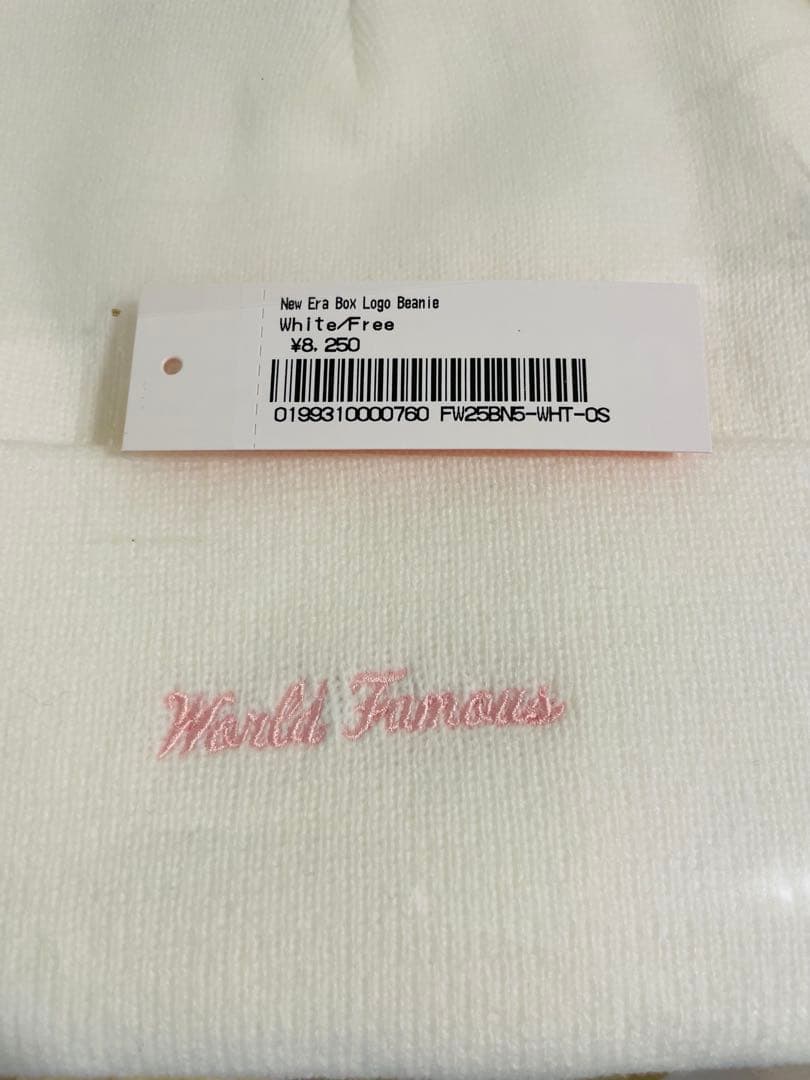 New Era Box Logo Beanie
White/Free
¥8,250
0199310000760 FW25BN5-WHT-OS
World Famous